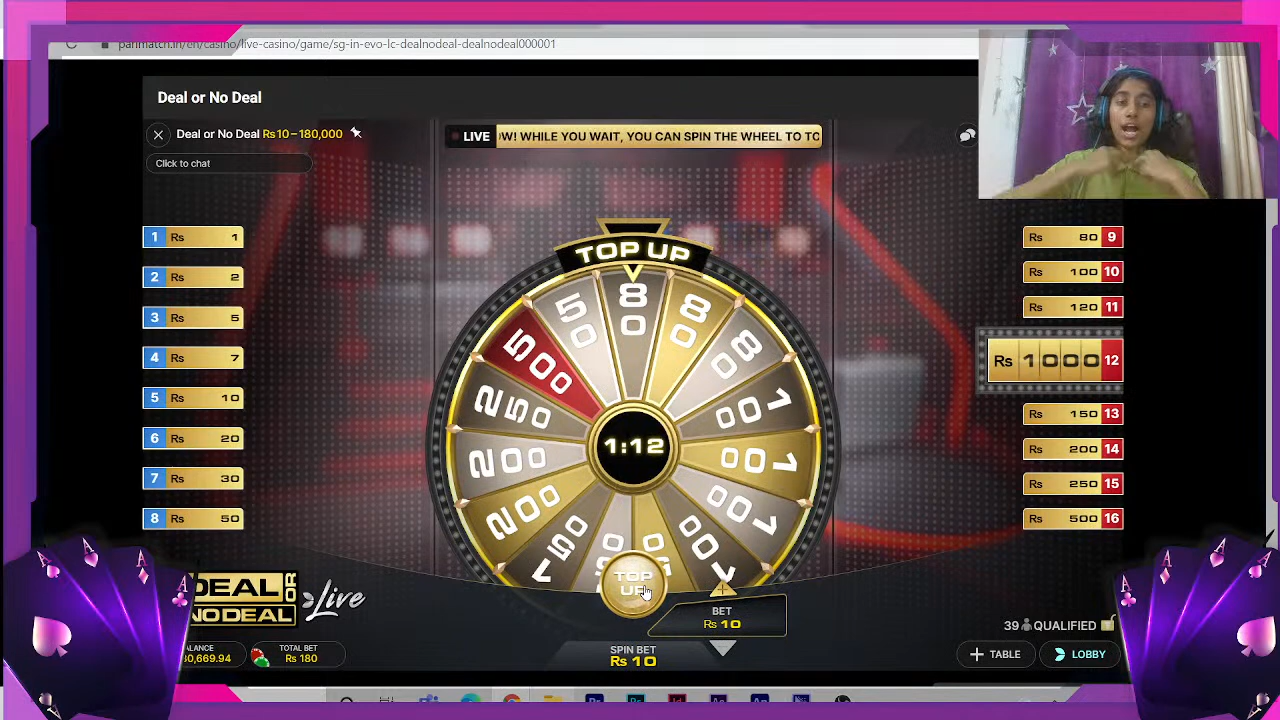 parimatch.in/en/casino/live-casino/game/sg-in-evo-lc-dealnodeal-dealnodeal000001
Deal or No Deal
Deal or No Deal Rs10–180,000
LIVE
W! WHILE YOU WAIT, YOU CAN SPIN THE WHEEL TO TO
Click to chat
TOP UP
1 Rs 1
2 Rs 2
3 Rs 5
4 Rs 7
5 Rs 10
6 Rs 20
7 Rs 30
8 Rs 50
Rs 80 9
Rs 100 10
Rs 120 11
Rs 1000 12
Rs 150 13
Rs 200 14
Rs 250 15
Rs 500 16
200
200
250
500
50
80
80
80
100
100
100
100
150
1:12
TOP UP
BET
Rs 10
SPIN BET
Rs 10
DEAL OR
NO DEAL
Live
ALANCE
0,669.94
TOTAL BET
Rs 180
39 QUALIFIED
TABLE
LOBBY